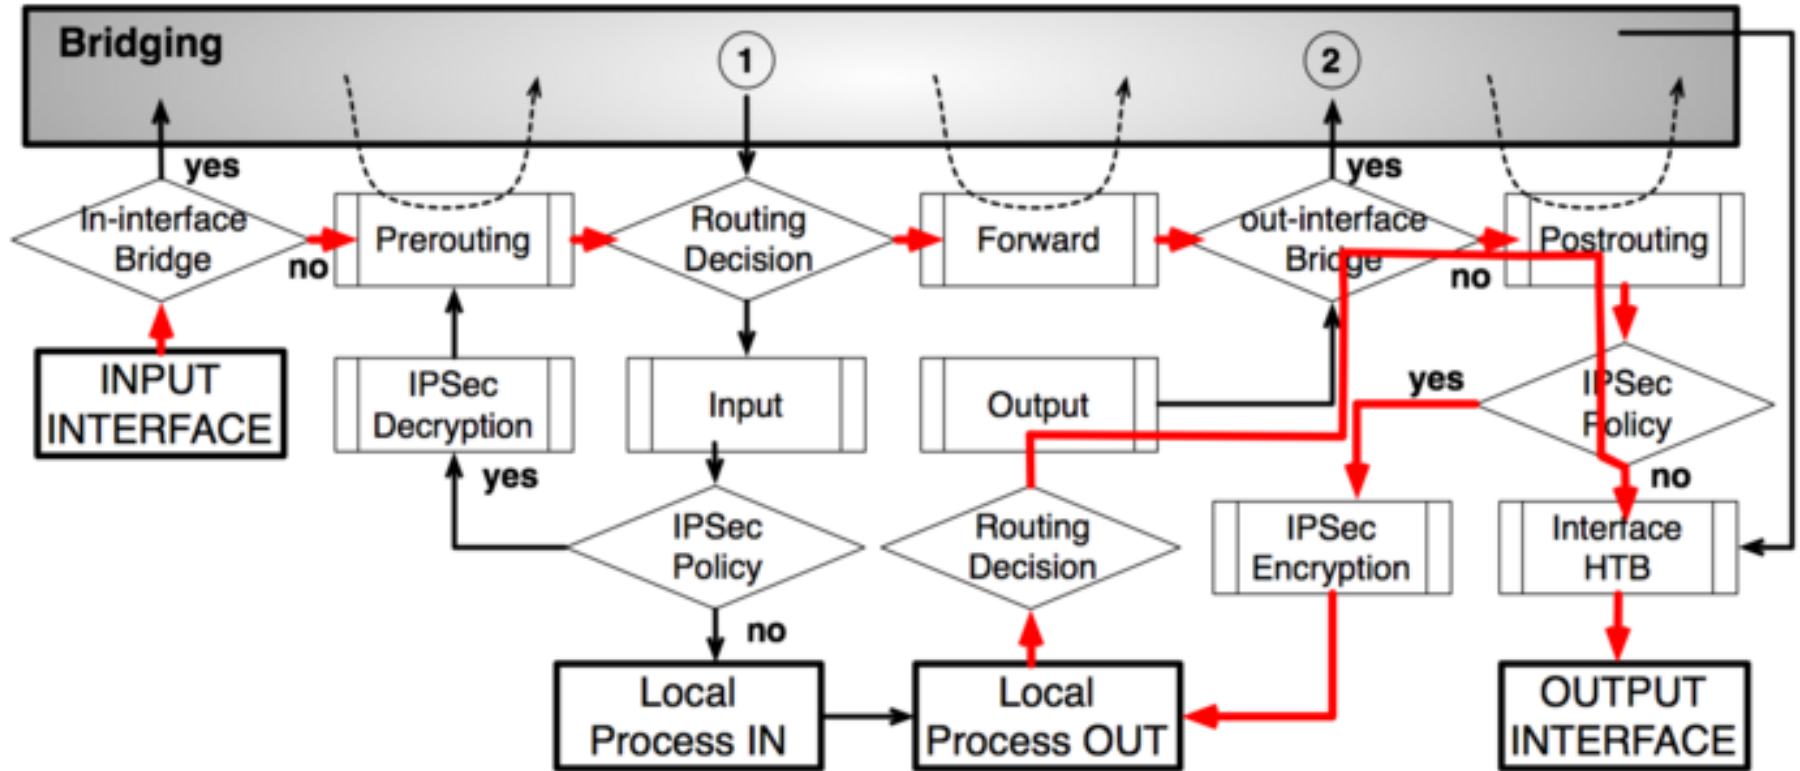 Bridging
1
2
yes
yes
In-interface
Bridge
no
Prerouting
Routing
Decision
Forward
out-interface
Bridge
no
Postrouting
INPUT
INTERFACE
IPSec
Decryption
yes
Input
Output
yes
IPSec
Policy
no
IPSec
Policy
no
Routing
Decision
IPSec
Encryption
Interface
HTB
Local
Process IN
Local
Process OUT
OUTPUT
INTERFACE